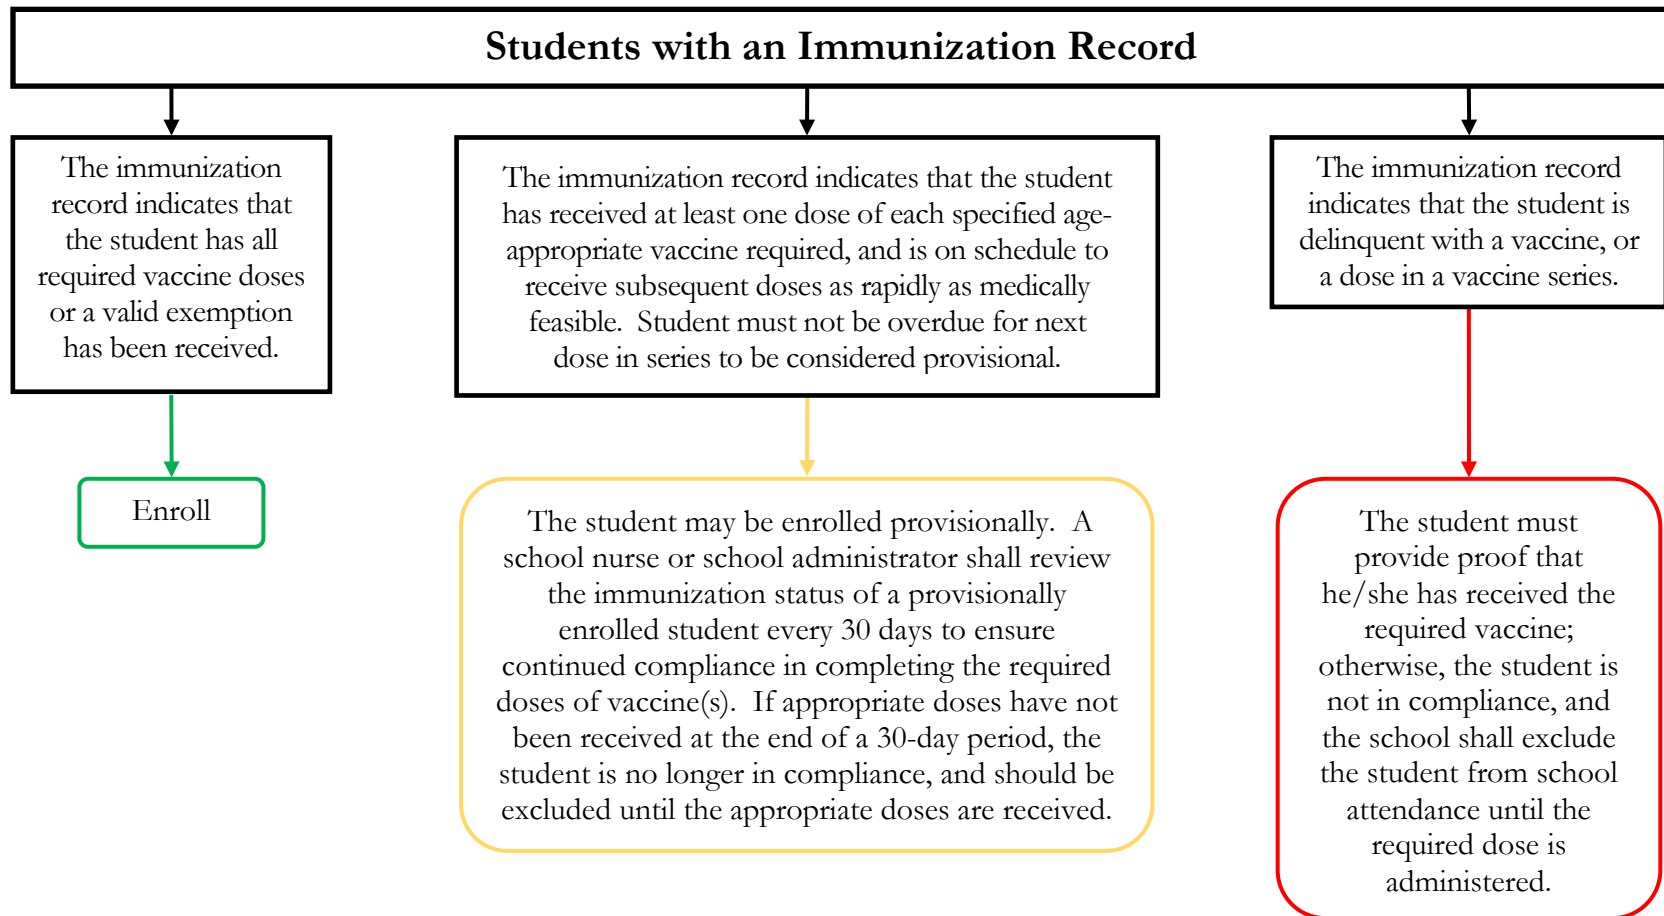 Students with an Immunization Record
The immunization
record indicates that
the student has all
required vaccine doses
or a valid exemption
has been received.
The immunization record indicates that the student
has received at least one dose of each specified age-
appropriate vaccine required, and is on schedule to
receive subsequent doses as rapidly as medically
feasible.  Student must not be overdue for next
dose in series to be considered provisional.
The immunization record
indicates that the student is
delinquent with a vaccine, or
a dose in a vaccine series.
Enroll
The student may be enrolled provisionally.  A
school nurse or school administrator shall review
the immunization status of a provisionally
enrolled student every 30 days to ensure
continued compliance in completing the required
doses of vaccine(s).  If appropriate doses have not
been received at the end of a 30-day period, the
student is no longer in compliance, and should be
excluded until the appropriate doses are received.
The student must
provide proof that
he/she has received the
required vaccine;
otherwise, the student is
not in compliance, and
the school shall exclude
the student from school
attendance until the
required dose is
administered.